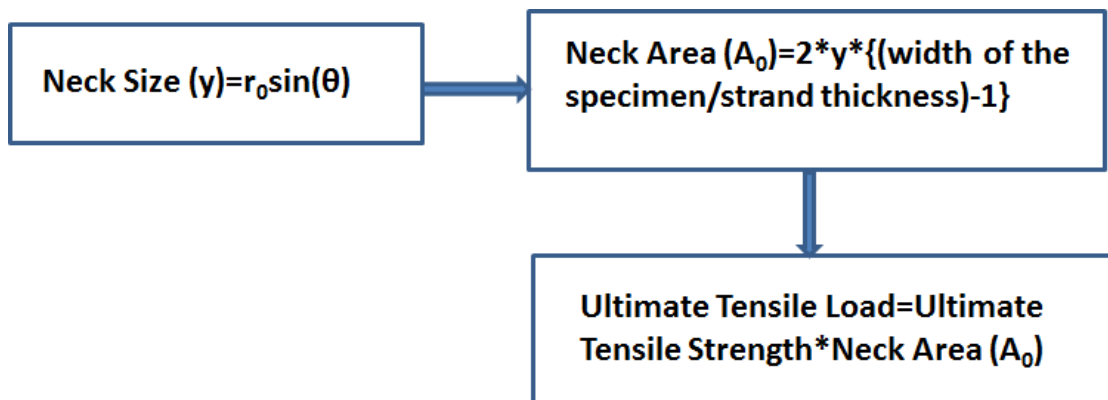 Neck Size (y)=r₀sin(θ)
Neck Area (A₀)=2*y*{(width of the
specimen/strand thickness)-1}
Ultimate Tensile Load=Ultimate
Tensile Strength*Neck Area (A₀)